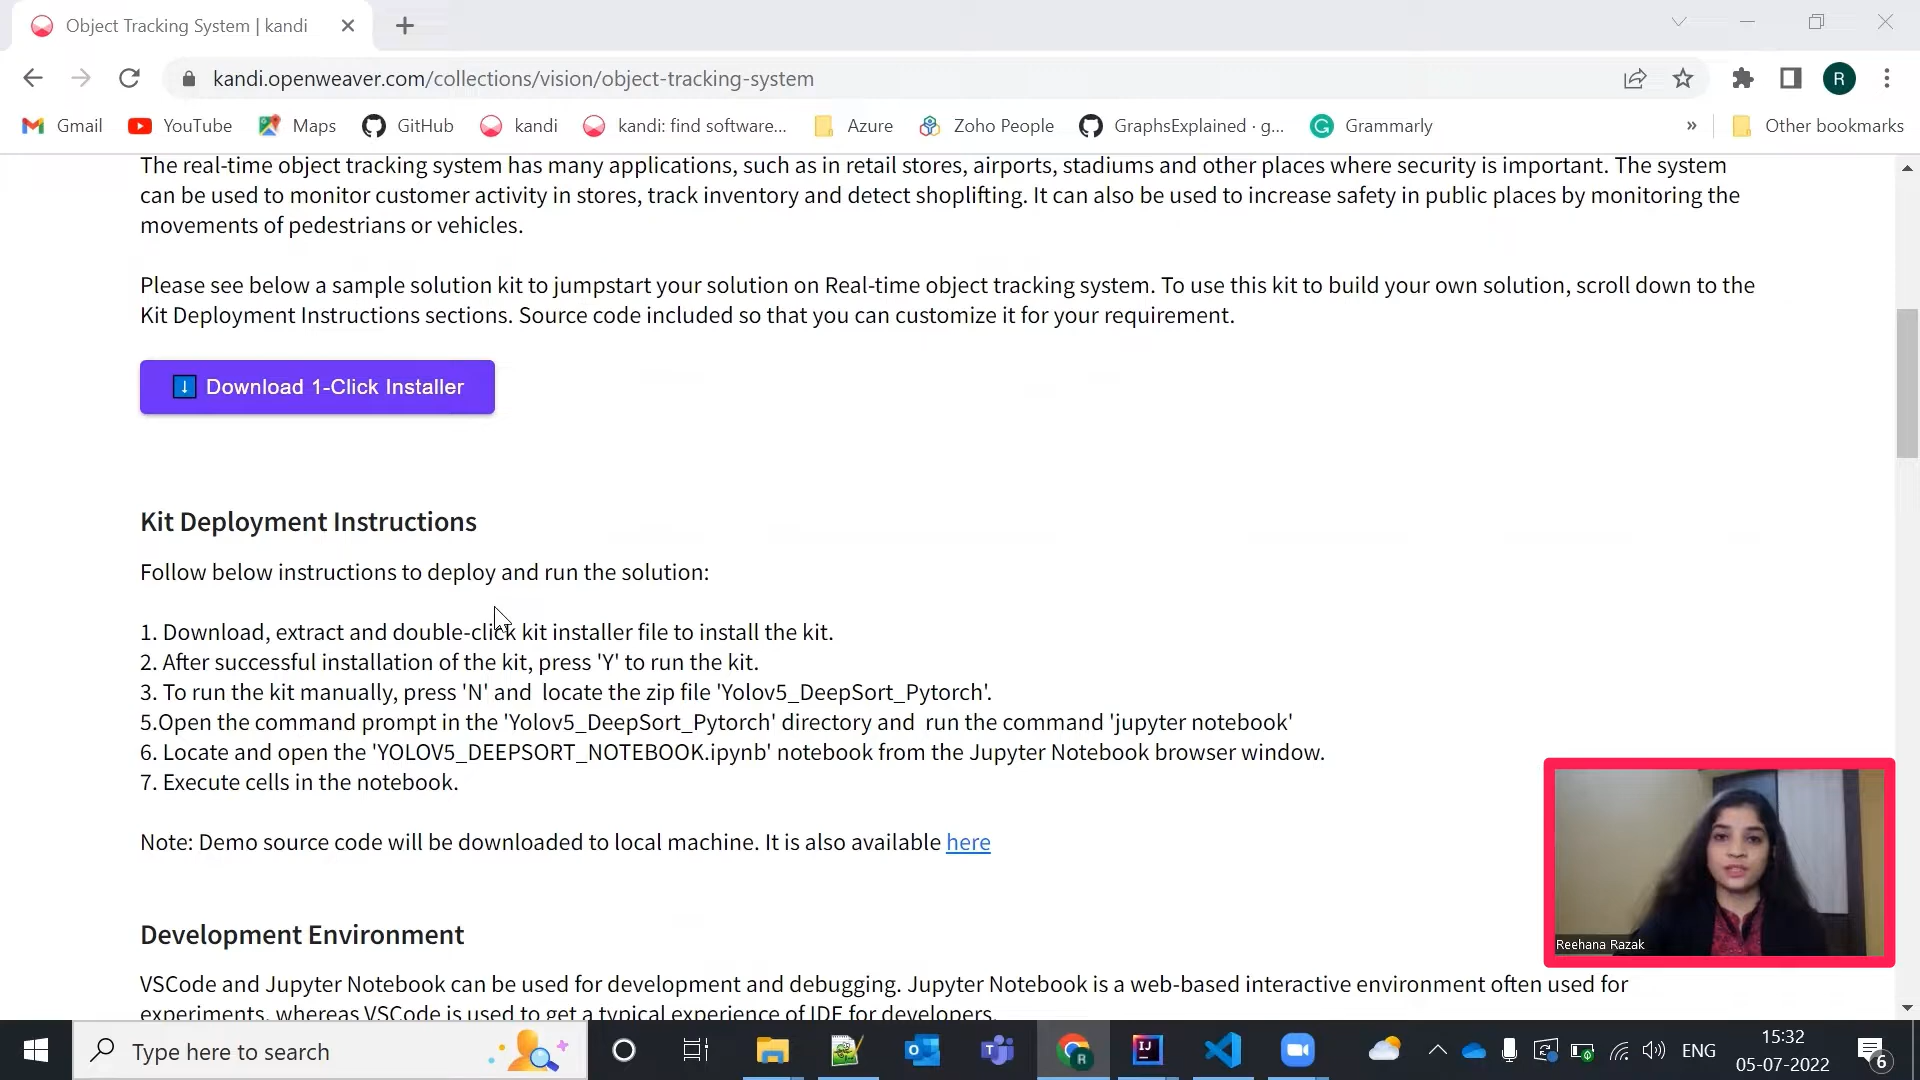 Object Tracking System | kandi
kandi.openweaver.com/collections/vision/object-tracking-system
R
Gmail YouTube Maps GitHub kandi kandi: find software... Azure Zoho People GraphsExplained · g... Grammarly » Other bookmarks
The real-time object tracking system has many applications, such as in retail stores, airports, stadiums and other places where security is important. The system
can be used to monitor customer activity in stores, track inventory and detect shoplifting. It can also be used to increase safety in public places by monitoring the
movements of pedestrians or vehicles.
Please see below a sample solution kit to jumpstart your solution on Real-time object tracking system. To use this kit to build your own solution, scroll down to the
Kit Deployment Instructions sections. Source code included so that you can customize it for your requirement.
Download 1-Click Installer
Kit Deployment Instructions
Follow below instructions to deploy and run the solution:
1. Download, extract and double-click kit installer file to install the kit.
2. After successful installation of the kit, press 'Y' to run the kit.
3. To run the kit manually, press 'N' and  locate the zip file 'Yolov5_DeepSort_Pytorch'.
5.Open the command prompt in the 'Yolov5_DeepSort_Pytorch' directory and  run the command 'jupyter notebook'
6. Locate and open the 'YOLOV5_DEEPSORT_NOTEBOOK.ipynb' notebook from the Jupyter Notebook browser window.
7. Execute cells in the notebook.
Note: Demo source code will be downloaded to local machine. It is also available here
Development Environment
VSCode and Jupyter Notebook can be used for development and debugging. Jupyter Notebook is a web-based interactive environment often used for
experiments, whereas VSCode is used to get a typical experience of IDE for developers.
Reehana Razak
Type here to search
ENG
15:32
05-07-2022
6